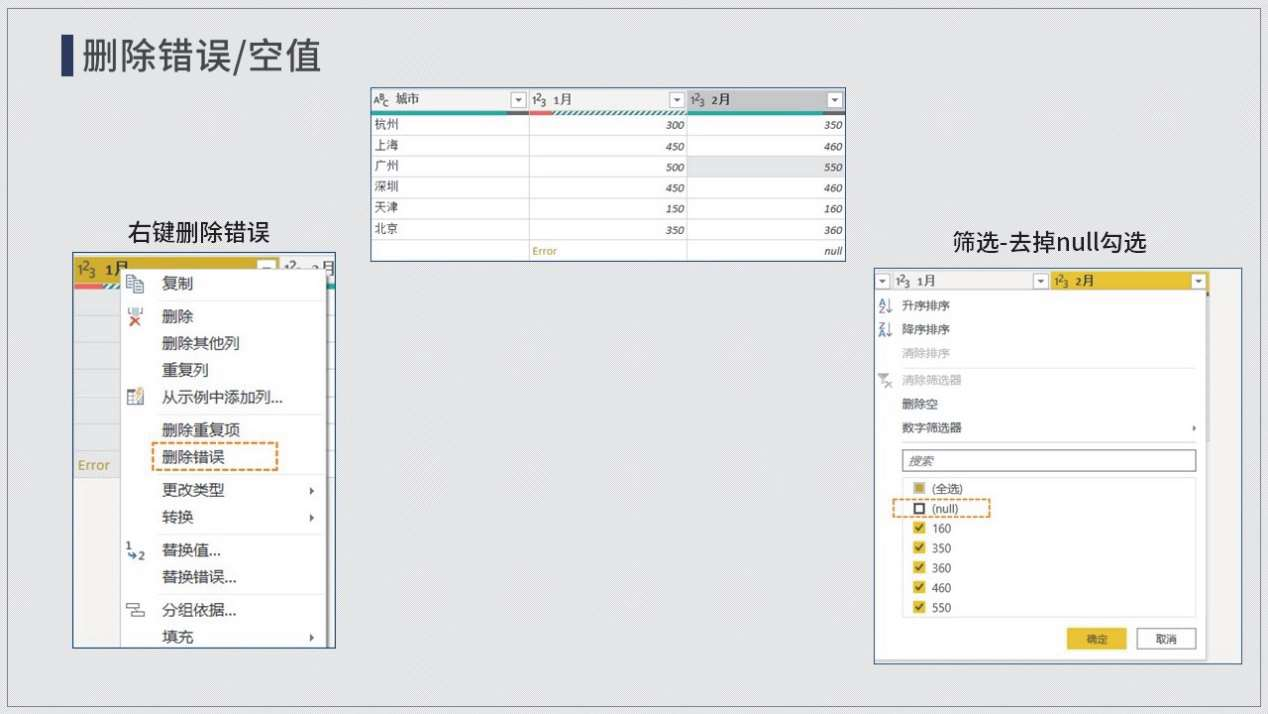 删除错误/空值
ABC 城市 123 1月 123 2月
杭州 300 350
上海 450 460
广州 500 550
深圳 450 460
天津 150 160
北京 350 360
Error null
右键删除错误
123 1月 123 2月
复制
删除
删除其他列
重复列
从示例中添加列...
删除重复项
删除错误
Error
更改类型
转换
替换值...
替换错误...
分组依据...
填充
筛选-去掉null勾选
123 1月 123 2月
升序排序
降序排序
清除排序
清除筛选器
删除空
数字筛选器
搜索
(全选)
(null)
160
350
360
460
550
确定 取消